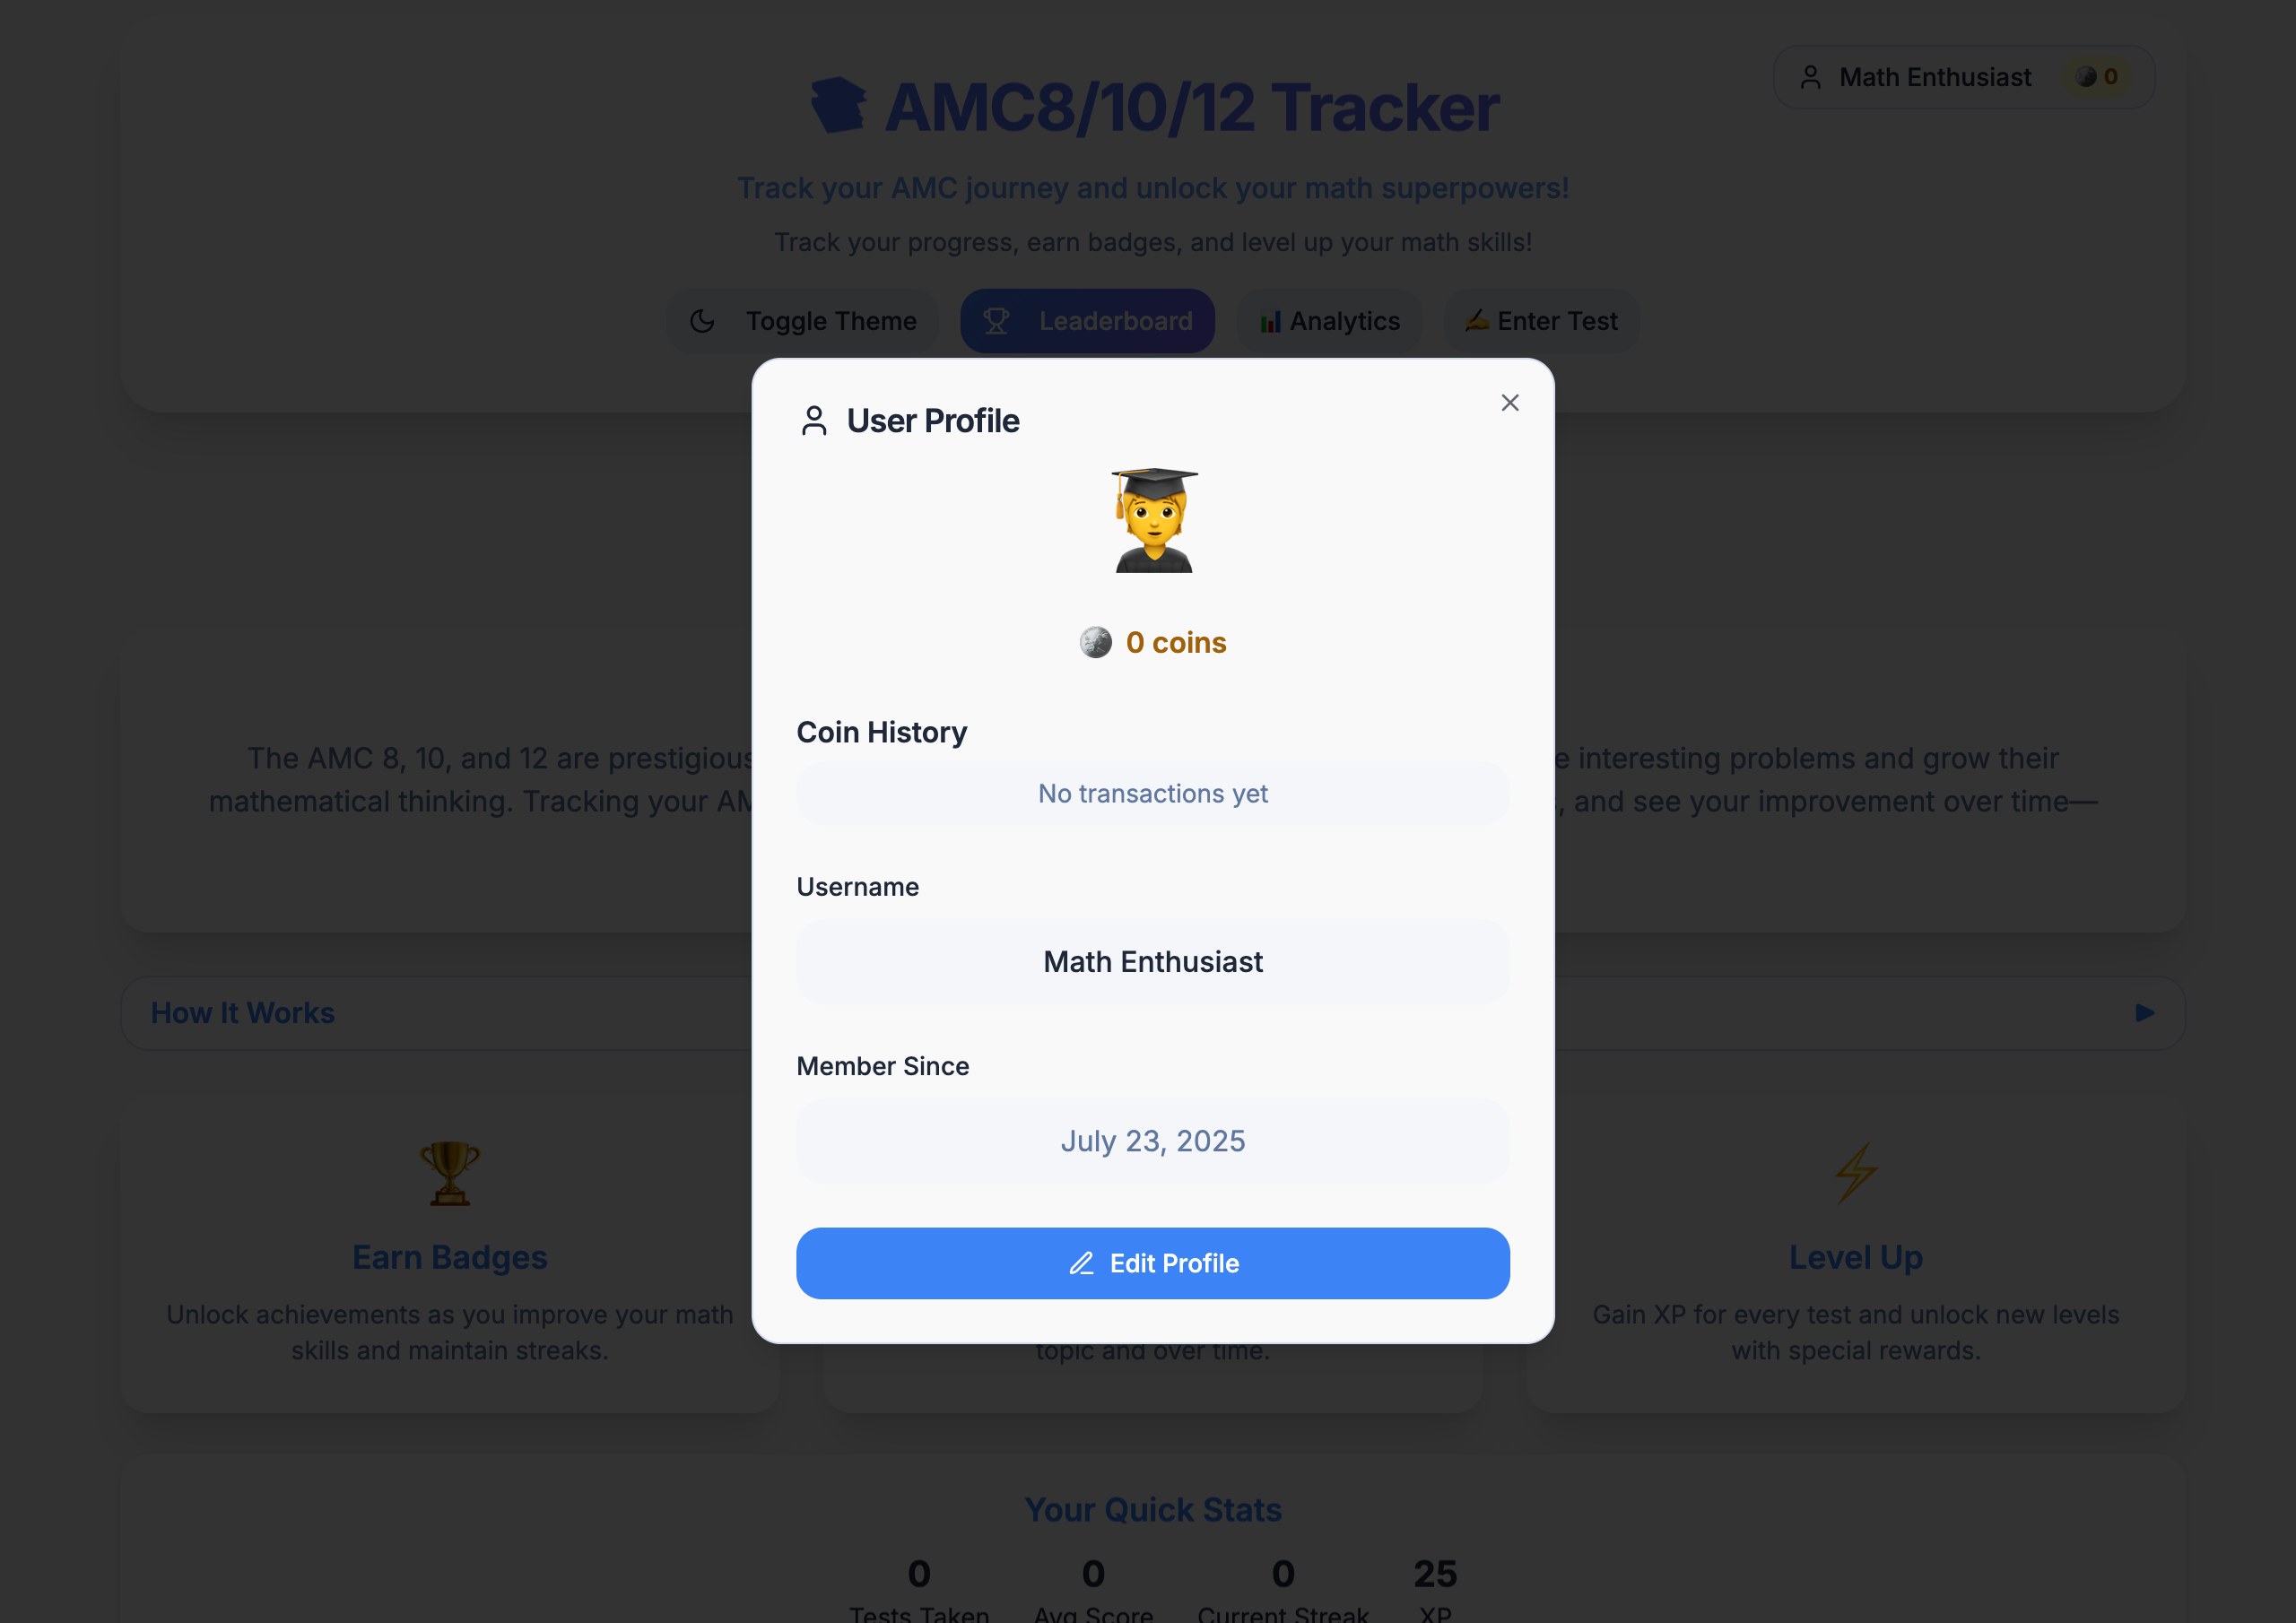 AMC8/10/12 Tracker
Math Enthusiast 0
Track your AMC journey and unlock your math superpowers!
Track your progress, earn badges, and level up your math skills!
Toggle Theme Leaderboard Analytics Enter Test
User Profile
0 coins
Coin History
No transactions yet
Username
Math Enthusiast
Member Since
July 23, 2025
Edit Profile
The AMC 8, 10, and 12 are prestigious interesting problems and grow their
mathematical thinking. Tracking your and see your improvement over time—
How It Works
Earn Badges
Unlock achievements as you improve your math
skills and maintain streaks.
topic and over time.
Level Up
Gain XP for every test and unlock new levels
with special rewards.
Your Quick Stats
0 0 0 25
Tests Taken Avg Score Current Streak XP